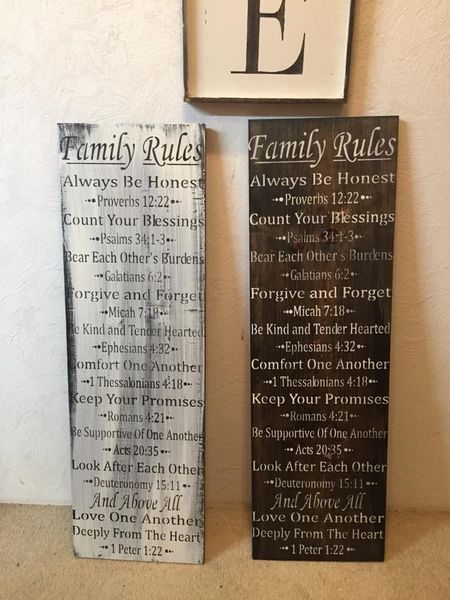 E
Family Rules
Always Be Honest
Proverbs 12:22
Count Your Blessings
Psalms 34:1-3
Bear Each Other's Burdens
Galatians 6:2
Forgive and Forget
Micah 7:18
Be Kind and Tender Hearted
Ephesians 4:32
Comfort One Another
1 Thessalonians 4:18
Keep Your Promises
Romans 4:21
Be Supportive Of One Another
Acts 20:35
Look After Each Other
Deuteronomy 15:11
And Above All
Love One Another
Deeply From The Heart
1 Peter 1:22
Family Rules
Always Be Honest
Proverbs 12:22
Count Your Blessings
Psalms 34:1-3
Bear Each Other's Burdens
Galatians 6:2
Forgive and Forget
Micah 7:18
Be Kind and Tender Hearted
Ephesians 4:32
Comfort One Another
1 Thessalonians 4:18
Keep Your Promises
Romans 4:21
Be Supportive Of One Another
Acts 20:35
Look After Each Other
Deuteronomy 15:11
And Above All
Love One Another
Deeply From The Heart
1 Peter 1:22